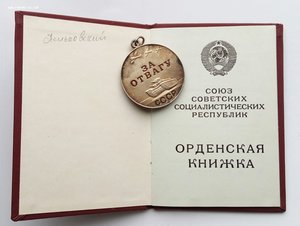 ЗА
ОТВАГУ
СССР
СОЮЗ
СОВЕТСКИХ
СОЦИАЛИСТИЧЕСКИХ
РЕСПУБЛИК
ОРДЕНСКАЯ
КНИЖКА